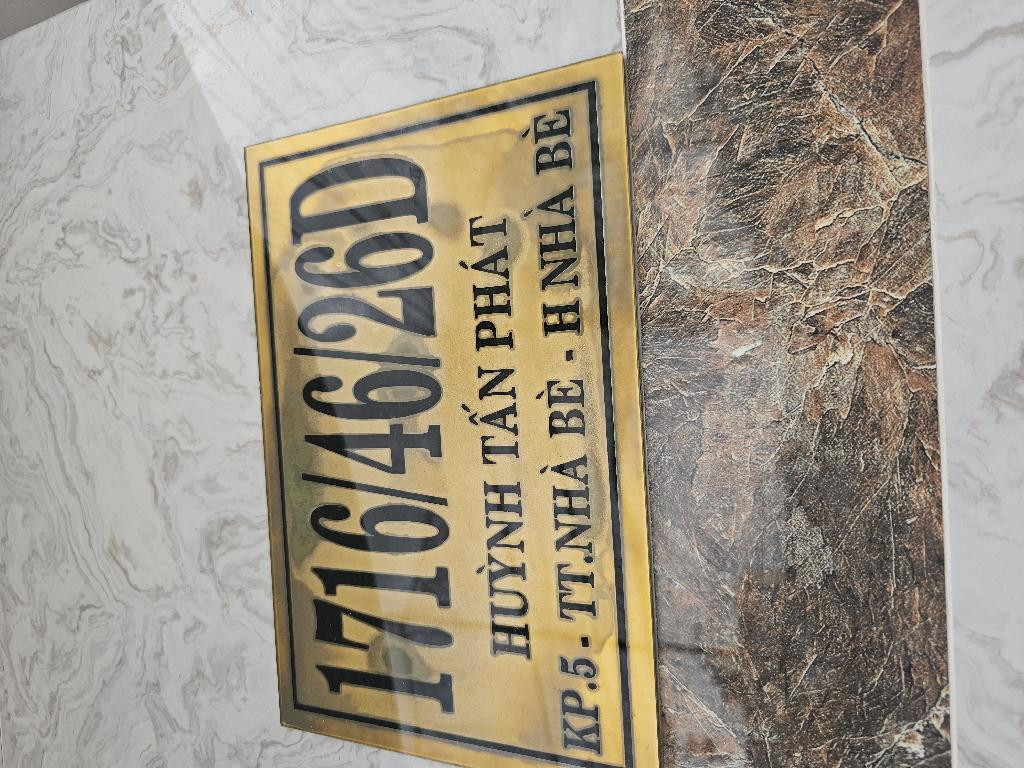 1716/46/26D
HUỲNH TẤN PHÁT
KP.5 - TT.NHÀ BÈ - H NHÀ BÈ